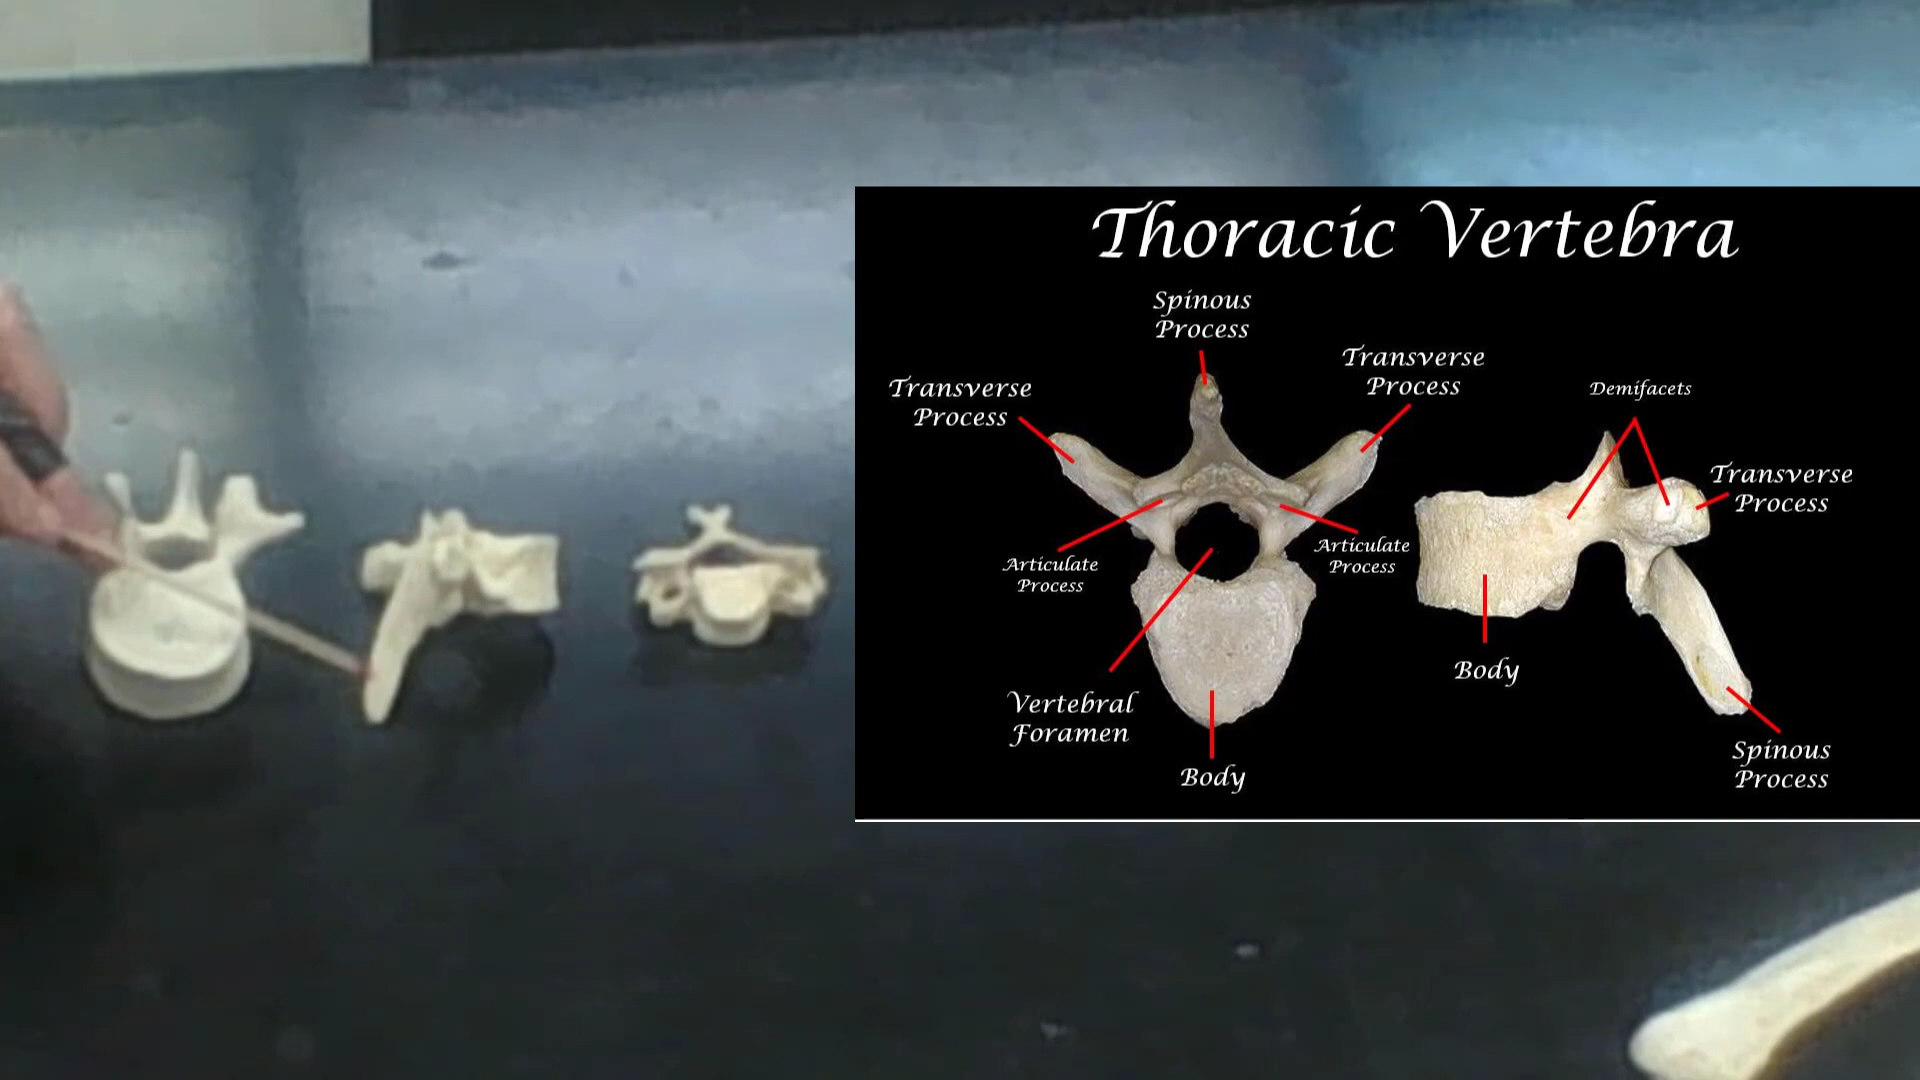 Thoracic Vertebra
Spinous
Process
Transverse
Process
Transverse
Process
Demifacets
Transverse
Process
Articulate
Process
Articulate
Process
Vertebral
Foramen
Body
Body
Spinous
Process